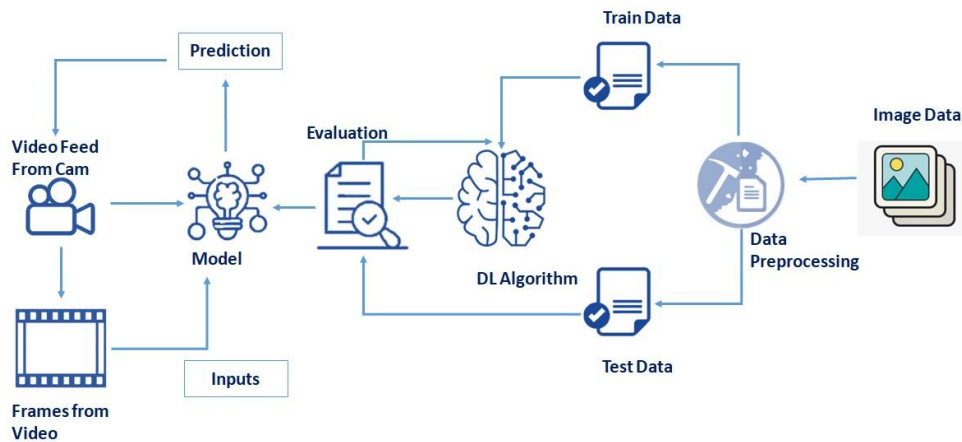 Train Data
Prediction
Image Data
Evaluation
Video Feed
From Cam
Model
Data
Preprocessing
DL Algorithm
Test Data
Inputs
Frames from
Video